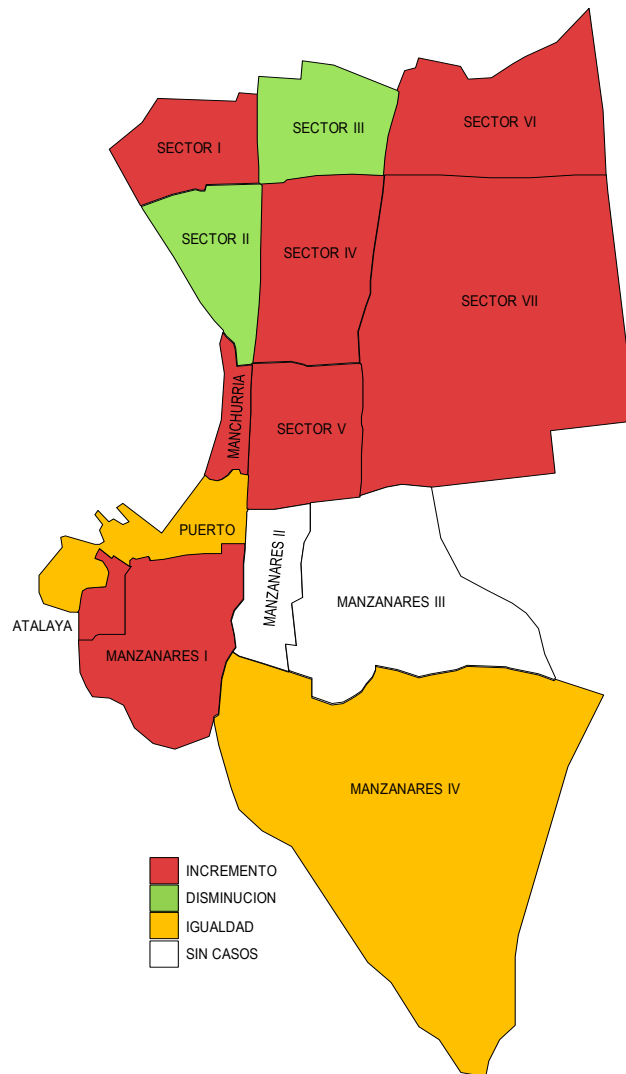 SECTOR VI
SECTOR III
SECTOR I
SECTOR II
SECTOR IV
SECTOR VII
MANCHURRIA
SECTOR V
PUERTO
MANZANARES II
MANZANARES III
ATALAYA
MANZANARES I
MANZANARES IV
INCREMENTO
DISMINUCION
IGUALDAD
SIN CASOS